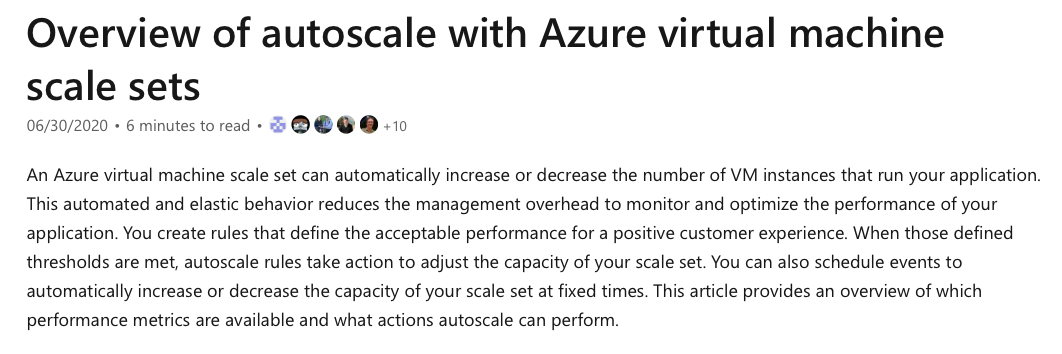 Overview of autoscale with Azure virtual machine
scale sets
06/30/2020 • 6 minutes to read • +10
An Azure virtual machine scale set can automatically increase or decrease the number of VM instances that run your application.
This automated and elastic behavior reduces the management overhead to monitor and optimize the performance of your
application. You create rules that define the acceptable performance for a positive customer experience. When those defined
thresholds are met, autoscale rules take action to adjust the capacity of your scale set. You can also schedule events to
automatically increase or decrease the capacity of your scale set at fixed times. This article provides an overview of which
performance metrics are available and what actions autoscale can perform.